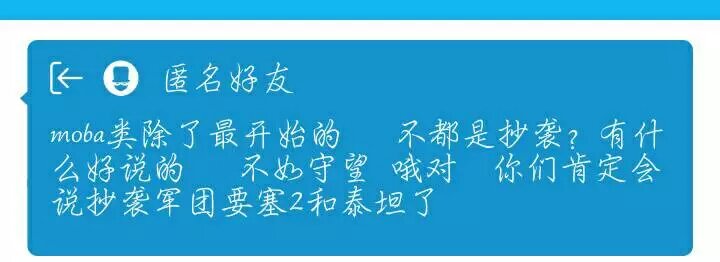 匿名好友
moba类除了最开始的 不都是抄袭？有什
么好说的 不如守望 哦对 你们肯定会
说抄袭军团要塞2和泰坦了